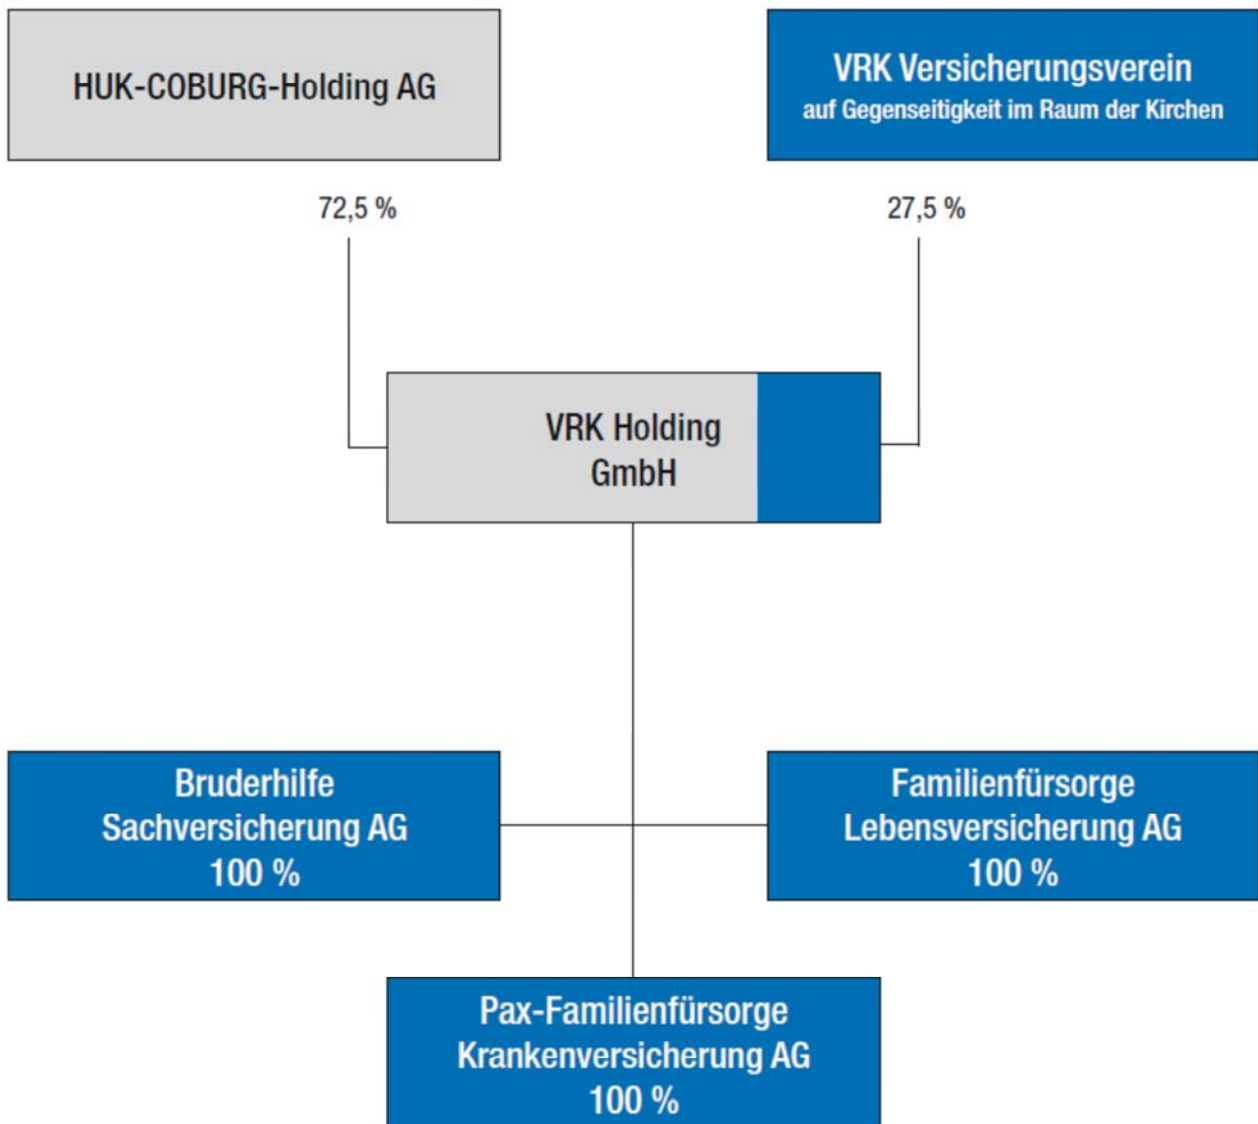 HUK-COBURG-Holding AG
VRK Versicherungsverein
auf Gegenseitigkeit im Raum der Kirchen
72,5 %
27,5 %
VRK Holding
GmbH
Bruderhilfe
Sachversicherung AG
100 %
Familienfürsorge
Lebensversicherung AG
100 %
Pax-Familienfürsorge
Krankenversicherung AG
100 %